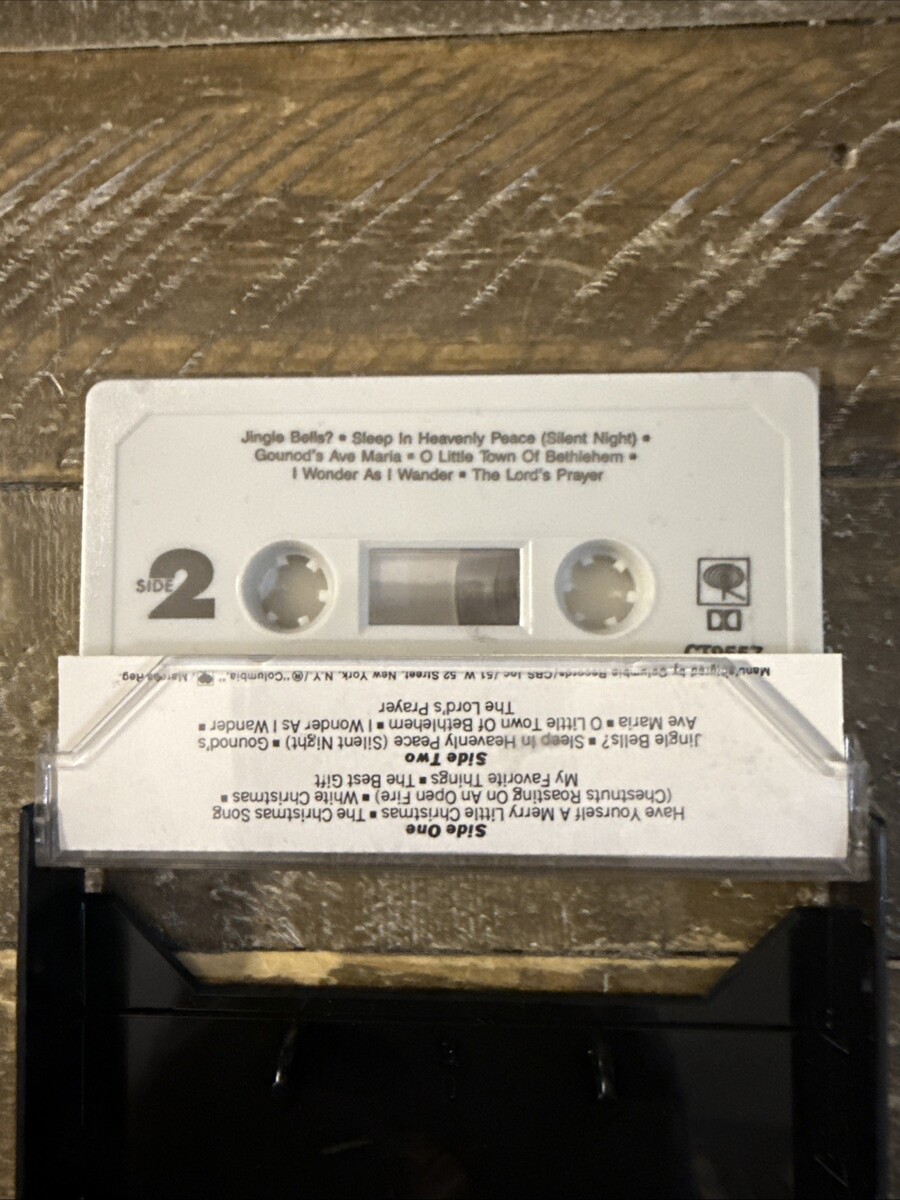 Jingle Bells? ▪ Sleep In Heavenly Peace (Silent Night) ▪
Gounod's Ave Maria ▪ O Little Town Of Bethlehem ▪
I Wonder As I Wander ▪ The Lord's Prayer
SIDE 2
CT9557
Side One
Have Yourself A Merry Little Christmas ▪ The Christmas Song
(Chestnuts Roasting On An Open Fire) ▪ White Christmas ▪
My Favorite Things ▪ The Best Gift
Side Two
Jingle Bells? ▪ Sleep In Heavenly Peace (Silent Night) ▪ Gounod's
Ave Maria ▪ O Little Town Of Bethlehem ▪ I Wonder As I Wander ▪
The Lord's Prayer
Manufactured by Columbia Records/CBS Inc./51 W. 52 Street, New York, N.Y./® "Columbia," Marcas Reg.